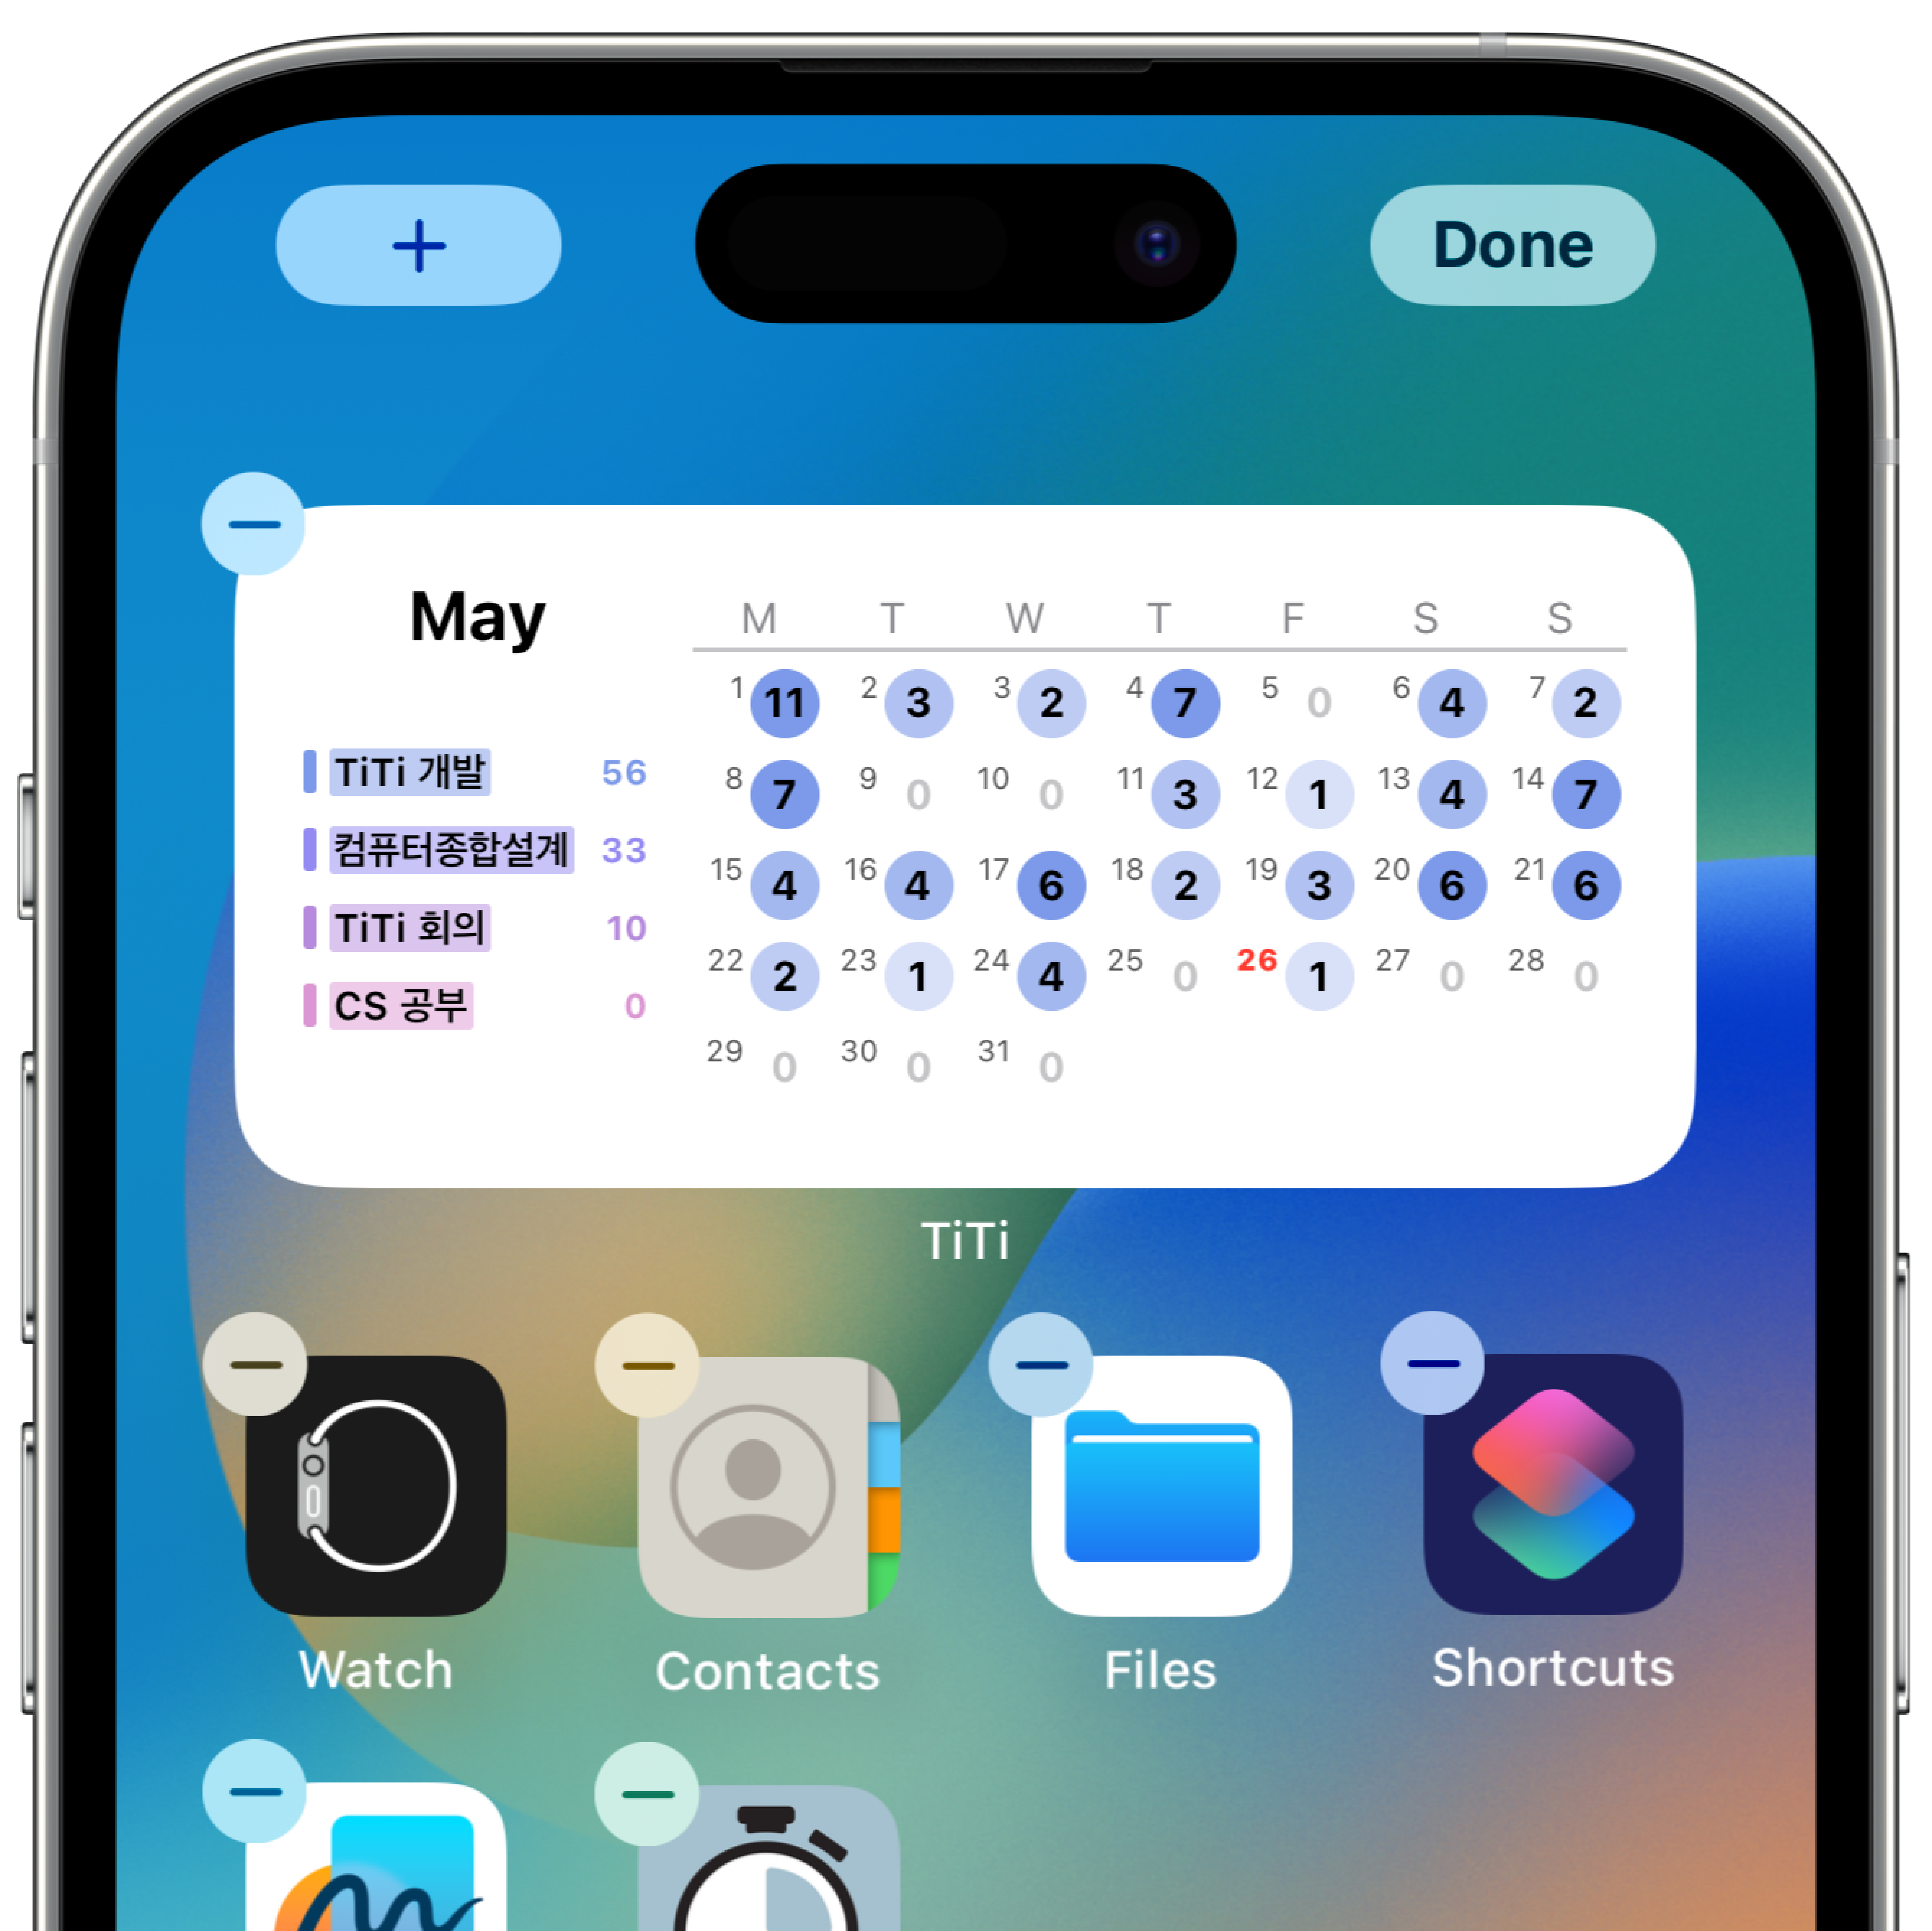 +
Done
May
M T W T F S S
1 11 2 3 3 2 4 7 5 0 6 4 7 2
TiTi 개발 56
8 7 9 0 10 0 11 3 12 1 13 4 14 7
컴퓨터종합설계 33
15 4 16 4 17 6 18 2 19 3 20 6 21 6
TiTi 회의 10
22 2 23 1 24 4 25 0 26 1 27 0 28 0
CS 공부 0
29 0 30 0 31 0
TiTi
Watch Contacts Files Shortcuts